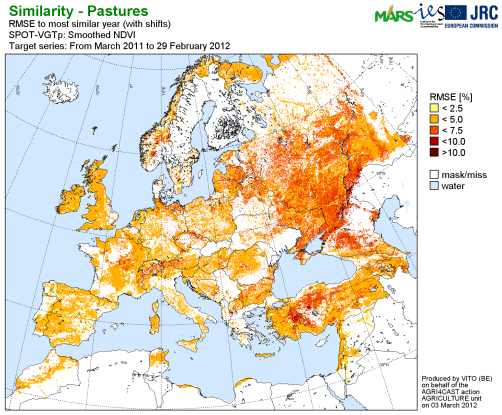 Similarity - Pastures
RMSE to most similar year (with shifts)
SPOT-VGTp: Smoothed NDVI
Target series: From March 2011 to 29 February 2012
MARS
ies
JRC
EUROPEAN COMMISSION
RMSE [%]
< 2.5
< 5.0
< 7.5
<10.0
>10.0
mask/miss
water
Produced by VITO (BE)
on behalf of the
AGRI4CAST action
AGRICULTURE unit
on 03 March 2012